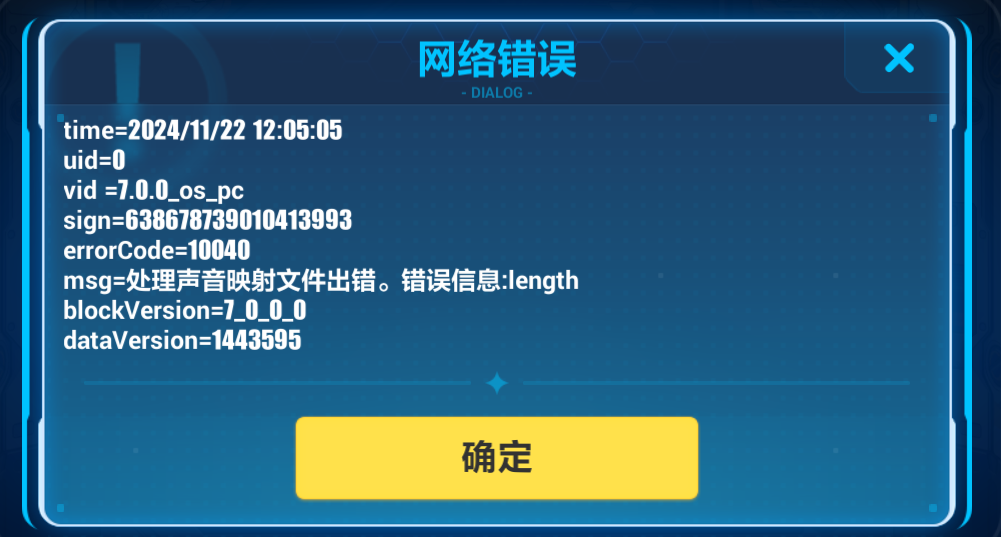 网络错误
- DIALOG -
time=2024/11/22 12:05:05
uid=0
vid =7.0.0_os_pc
sign=638678739010413993
errorCode=10040
msg=处理声音映射文件出错。错误信息:length
blockVersion=7_0_0_0
dataVersion=1443595
确定